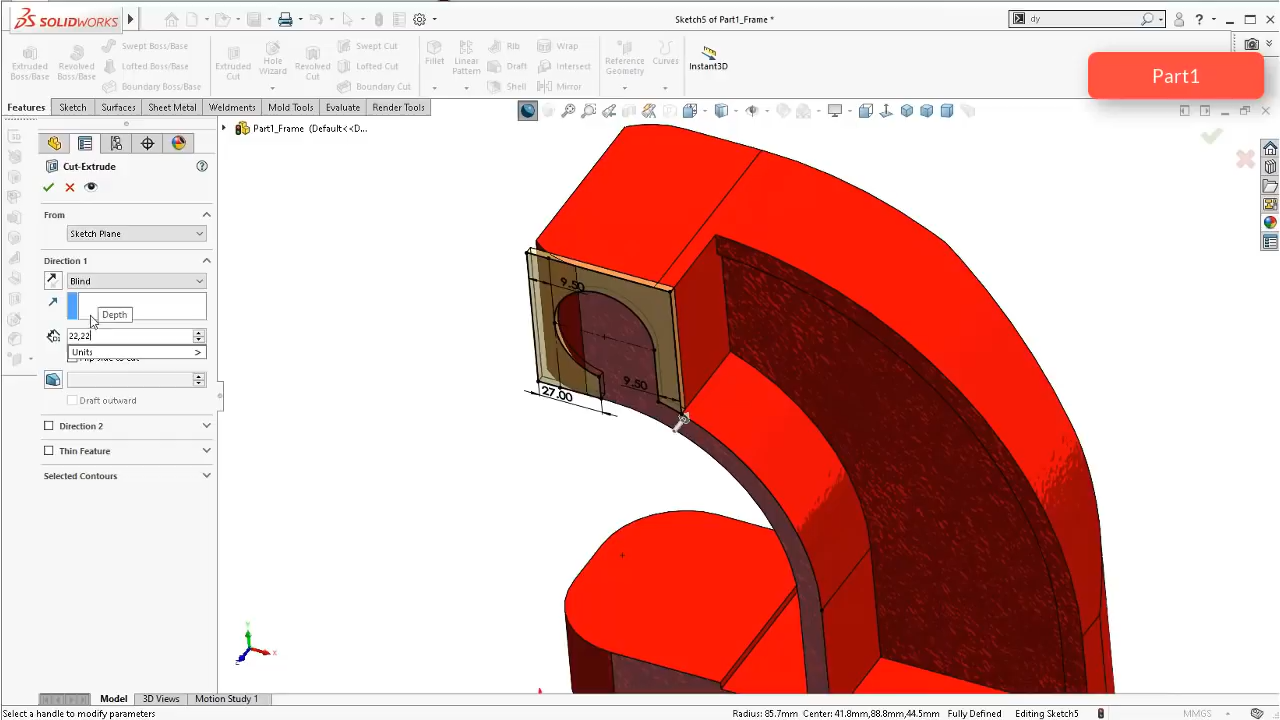 SOLIDWORKS
Sketch5 of Part1_Frame *
dy
Extruded Boss/Base
Revolved Boss/Base
Swept Boss/Base
Lofted Boss/Base
Boundary Boss/Base
Extruded Cut
Hole Wizard
Revolved Cut
Swept Cut
Lofted Cut
Boundary Cut
Fillet
Linear Pattern
Rib
Draft
Shell
Wrap
Intersect
Mirror
Reference Geometry
Curves
Instant3D
Part1
Features
Sketch
Surfaces
Sheet Metal
Weldments
Mold Tools
Evaluate
Render Tools
Part1_Frame (Default<<D...
Cut-Extrude
From
Sketch Plane
Direction 1
Blind
Depth
22,22
Units >
Flip side to cut
Draft outward
Direction 2
Thin Feature
Selected Contours
9.50
9.50
27.00
Y
X
Z
Model
3D Views
Motion Study 1
Select a handle to modify parameters
Radius: 85.7mm Center: 41.8mm,88.8mm,44.5mm Fully Defined Editing Sketch5
MMGS